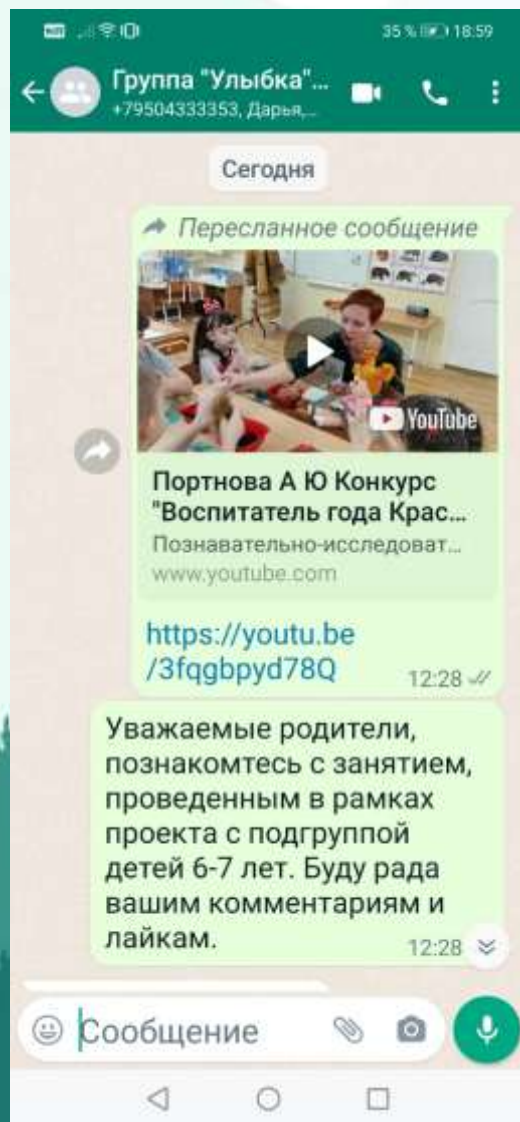 35 % 18:59
Группа "Улыбка"...
+79504333353, Дарья,...
Сегодня
Пересланное сообщение
YouTube
Портнова А Ю Конкурс
"Воспитатель года Крас...
Познавательно-исследоват...
www.youtube.com
https://youtu.be
/3fqgbpyd78Q
12:28
Уважаемые родители,
познакомтесь с занятием,
проведенным в рамках
проекта с подгруппой
детей 6-7 лет. Буду рада
вашим комментариям и
лайкам.
12:28
Сообщение